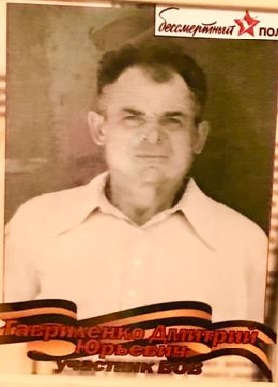 бессмертный ПОЛ
Гавриленко Дмитрий
Юрьевич
участник ВОВ